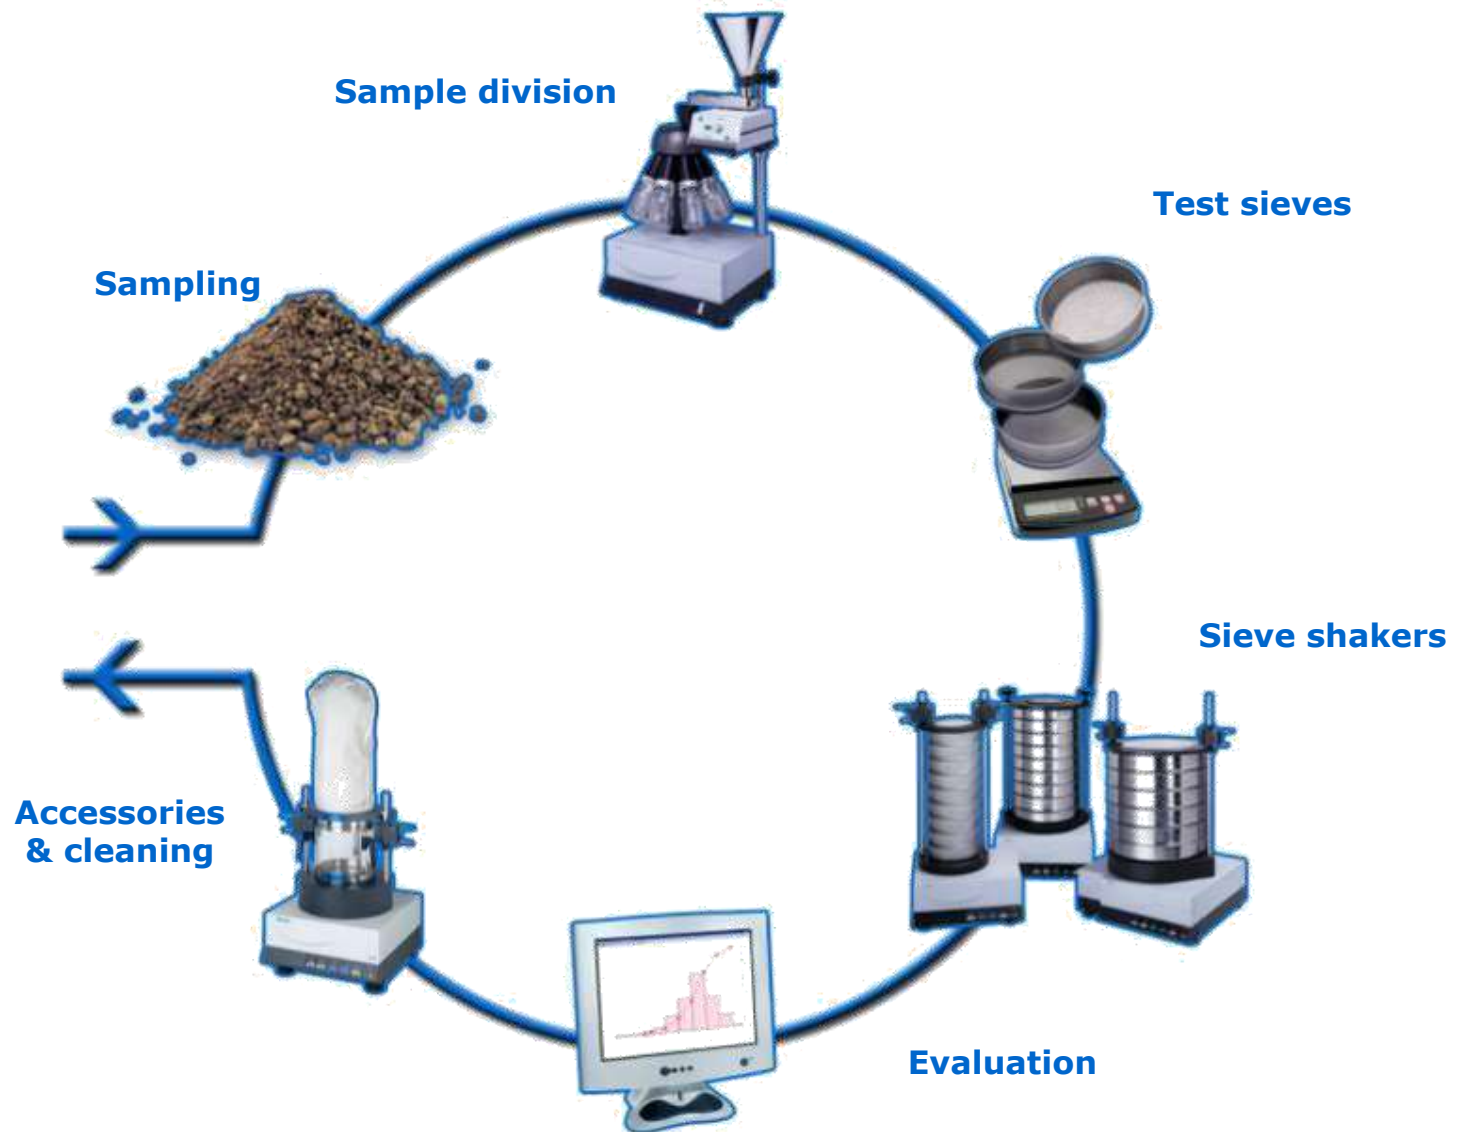 Sample division
Test sieves
Sampling
Sieve shakers
Accessories
& cleaning
Evaluation